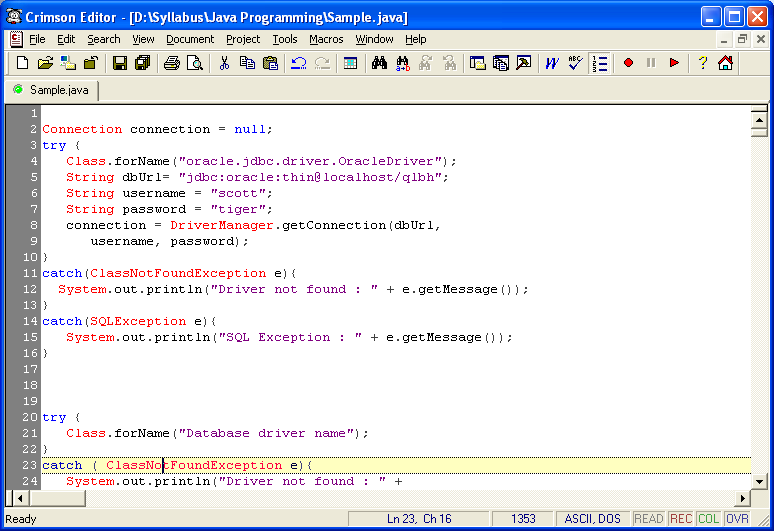 Crimson Editor - [D:\Syllabus\Java Programming\Sample.java]
File Edit Search View Document Project Tools Macros Window Help
Sample.java
1
2 Connection connection = null;
3 try {
4 Class.forName("oracle.jdbc.driver.OracleDriver");
5 String dbUrl= "jdbc:oracle:thin@localhost/qlbh";
6 String username = "scott";
7 String password = "tiger";
8 connection = DriverManager.getConnection(dbUrl,
9 username, password);
10 }
11 catch(ClassNotFoundException e){
12 System.out.println("Driver not found : " + e.getMessage());
13 }
14 catch(SQLException e){
15 System.out.println("SQL Exception : " + e.getMessage());
16 }
17
18
19
20 try {
21 Class.forName("Database driver name");
22 }
23 catch ( ClassNotFoundException e){
24 System.out.println("Driver not found : " +
Ready Ln 23, Ch 16 1353 ASCII, DOS READ REC COL OVR